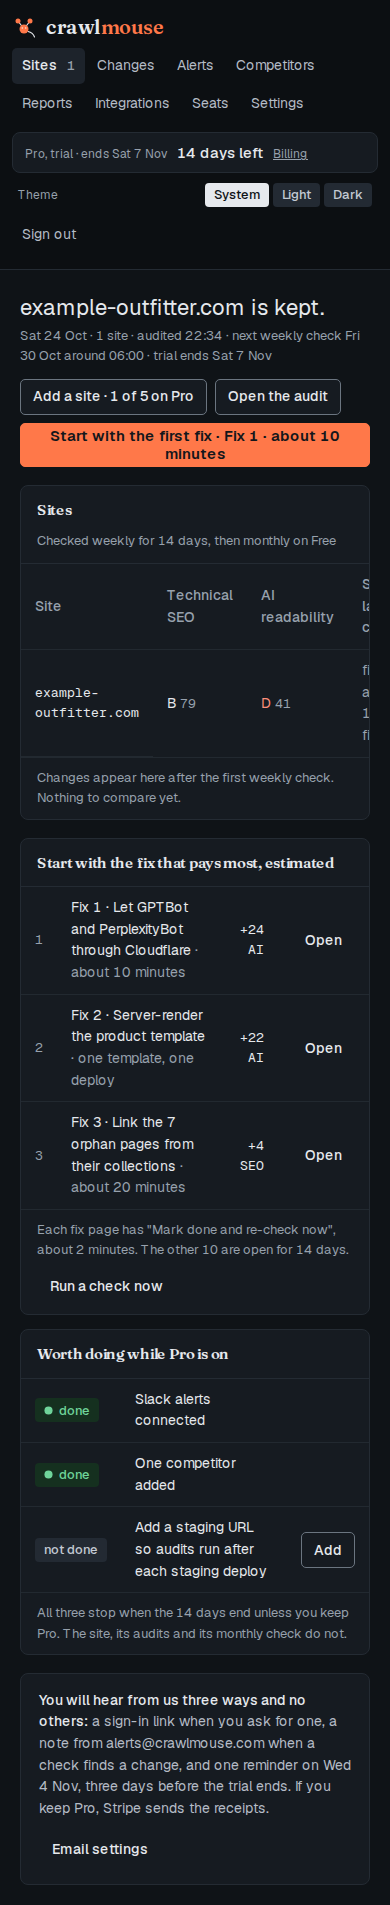 crawlmouse
Sites 1 Changes Alerts Competitors
Reports Integrations Seats Settings
Pro, trial · ends Sat 7 Nov 14 days left Billing
Theme System Light Dark
Sign out
example-outfitter.com is kept.
Sat 24 Oct · 1 site · audited 22:34 · next weekly check Fri
30 Oct around 06:00 · trial ends Sat 7 Nov
Add a site · 1 of 5 on Pro Open the audit
Start with the first fix · Fix 1 · about 10
minutes
Sites
Checked weekly for 14 days, then monthly on Free
Site Technical SEO AI readability
example-
outfitter.com B 79 D 41
Changes appear here after the first weekly check.
Nothing to compare yet.
Start with the fix that pays most, estimated
1 Fix 1 · Let GPTBot
and PerplexityBot
through Cloudflare ·
about 10 minutes
+24
AI
Open
2 Fix 2 · Server-render
the product template
· one template, one
deploy
+22
AI
Open
3 Fix 3 · Link the 7
orphan pages from
their collections ·
about 20 minutes
+4
SEO
Open
Each fix page has "Mark done and re-check now",
about 2 minutes. The other 10 are open for 14 days.
Run a check now
Worth doing while Pro is on
done Slack alerts
connected
done One competitor
added
not done Add a staging URL
so audits run after
each staging deploy
Add
All three stop when the 14 days end unless you keep
Pro. The site, its audits and its monthly check do not.
You will hear from us three ways and no
others: a sign-in link when you ask for one, a
note from alerts@crawlmouse.com when a
check finds a change, and one reminder on Wed
4 Nov, three days before the trial ends. If you
keep Pro, Stripe sends the receipts.
Email settings